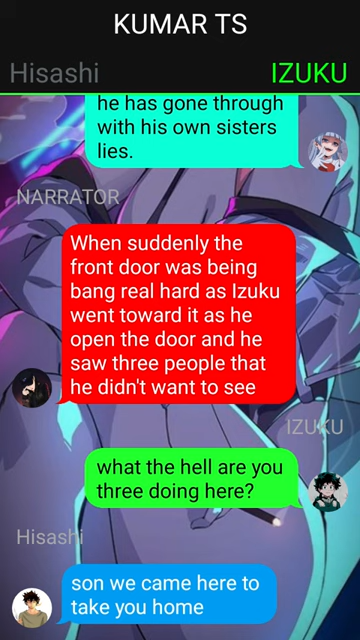 KUMAR TS
Hisashi
IZUKU
he has gone through
with his own sisters
lies.
NARRATOR
When suddenly the
front door was being
bang real hard as Izuku
went toward it as he
open the door and he
saw three people that
he didn't want to see
IZUKU
what the hell are you
three doing here?
Hisashi
son we came here to
take you home